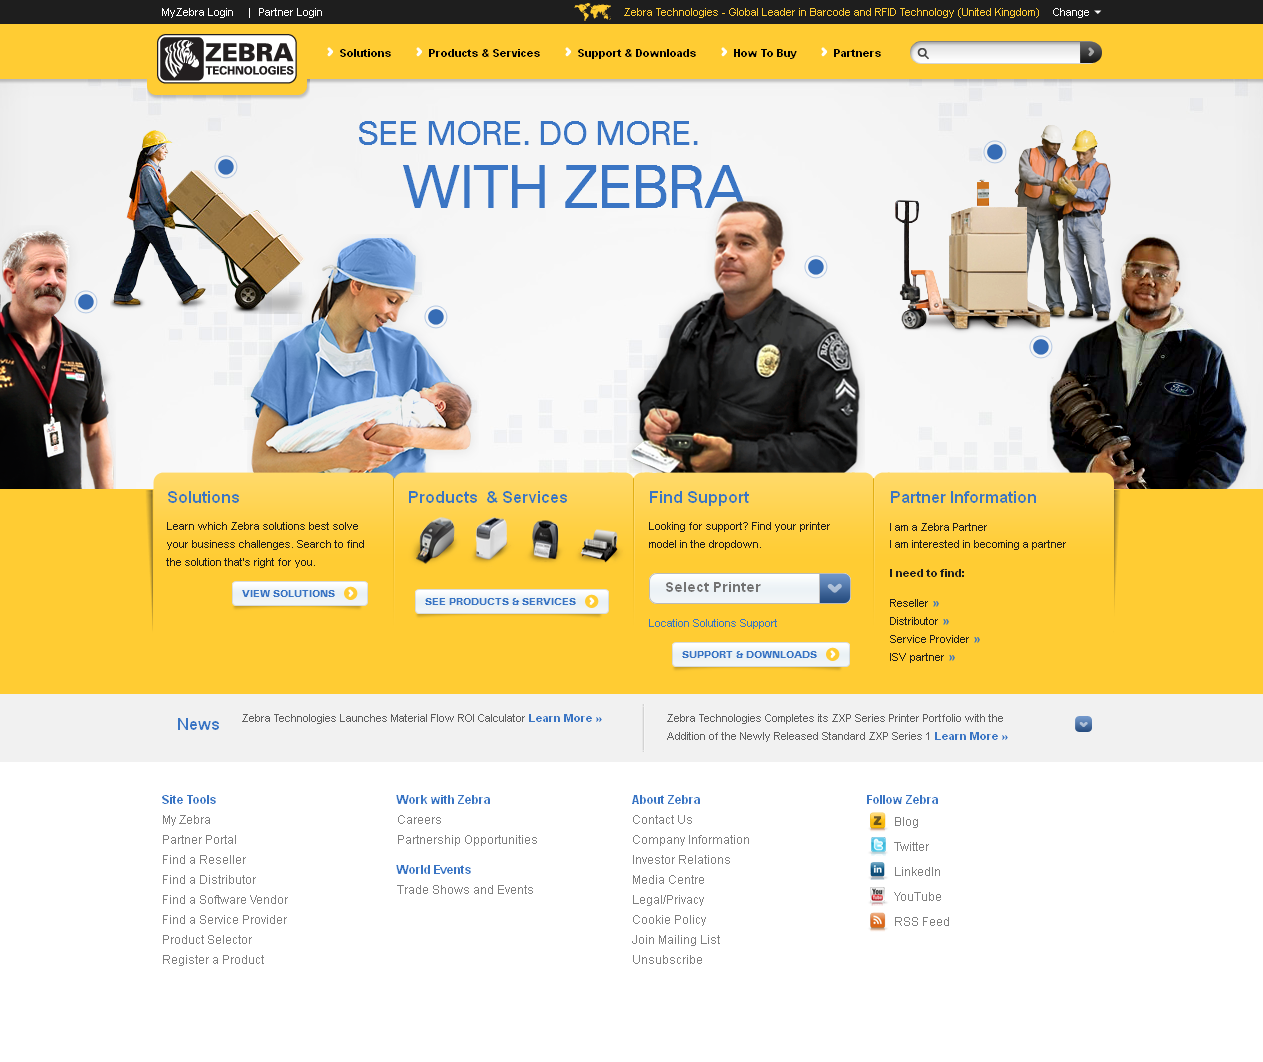 MyZebra Login | Partner Login
Zebra Technologies - Global Leader in Barcode and RFID Technology (United Kingdom) Change
ZEBRA
TECHNOLOGIES
Solutions
Products & Services
Support & Downloads
How To Buy
Partners
SEE MORE. DO MORE.
WITH ZEBRA
Ford
Solutions
Learn which Zebra solutions best solve
your business challenges. Search to find
the solution that's right for you.
VIEW SOLUTIONS
Products & Services
SEE PRODUCTS & SERVICES
Find Support
Looking for support? Find your printer
model in the dropdown.
Select Printer
Location Solutions Support
SUPPORT & DOWNLOADS
Partner Information
I am a Zebra Partner
I am interested in becoming a partner
I need to find:
Reseller »
Distributor »
Service Provider »
ISV partner »
News
Zebra Technologies Launches Material Flow ROI Calculator Learn More »
Zebra Technologies Completes its ZXP Series Printer Portfolio with the
Addition of the Newly Released Standard ZXP Series 1 Learn More »
Site Tools
My Zebra
Partner Portal
Find a Reseller
Find a Distributor
Find a Software Vendor
Find a Service Provider
Product Selector
Register a Product
Work with Zebra
Careers
Partnership Opportunities
World Events
Trade Shows and Events
About Zebra
Contact Us
Company Information
Investor Relations
Media Centre
Legal/Privacy
Cookie Policy
Join Mailing List
Unsubscribe
Follow Zebra
Blog
Twitter
LinkedIn
YouTube
RSS Feed